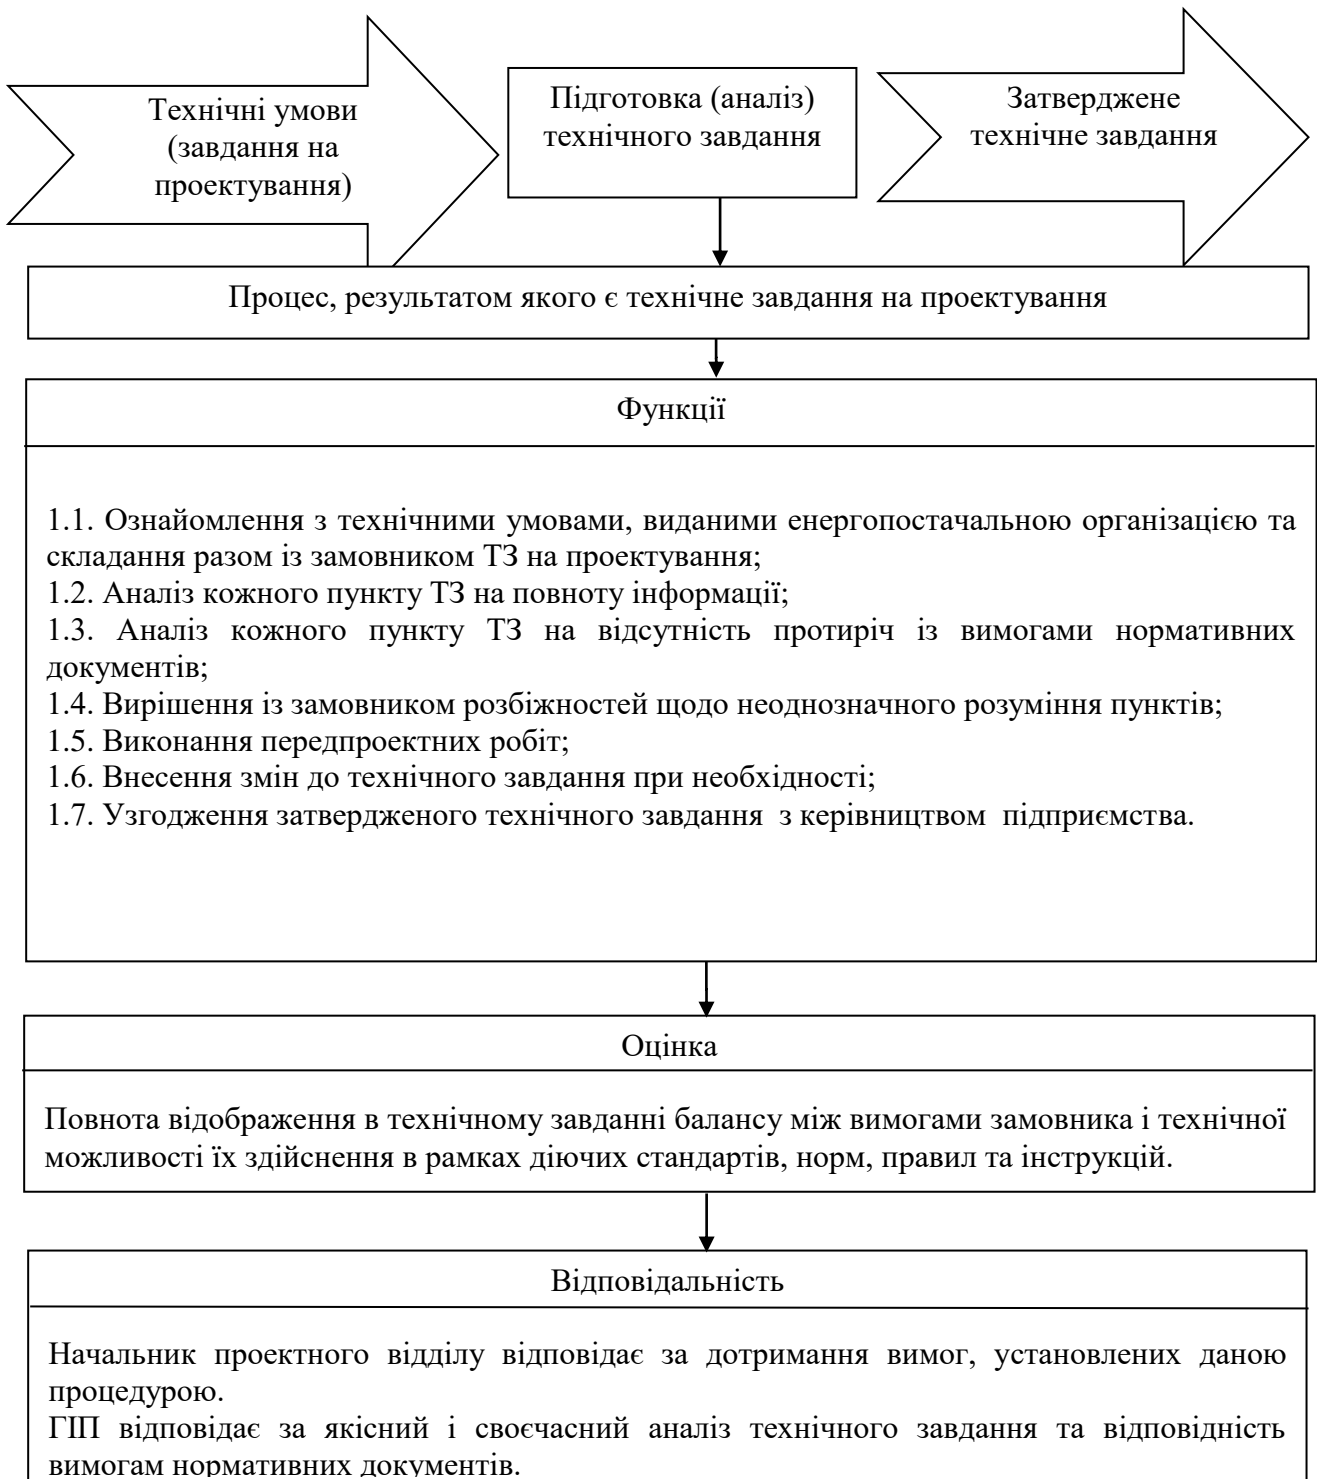 Технічні умови
(завдання на
проектування)
Підготовка (аналіз)
технічного завдання
Затверджене
технічне завдання
Процес, результатом якого є технічне завдання на проектування
Функції
1.1. Ознайомлення з технічними умовами, виданими енергопостачальною організацією та
складання разом із замовником ТЗ на проектування;
1.2. Аналіз кожного пункту ТЗ на повноту інформації;
1.3. Аналіз кожного пункту ТЗ на відсутність протиріч із вимогами нормативних
документів;
1.4. Вирішення із замовником розбіжностей щодо неоднозначного розуміння пунктів;
1.5. Виконання передпроектних робіт;
1.6. Внесення змін до технічного завдання при необхідності;
1.7. Узгодження затвердженого технічного завдання з керівництвом підприємства.
Оцінка
Повнота відображення в технічному завданні балансу між вимогами замовника і технічної
можливості їх здійснення в рамках діючих стандартів, норм, правил та інструкцій.
Відповідальність
Начальник проектного відділу відповідає за дотримання вимог, установлених даною
процедурою.
ГІП відповідає за якісний і своєчасний аналіз технічного завдання та відповідність
вимогам нормативних документів.